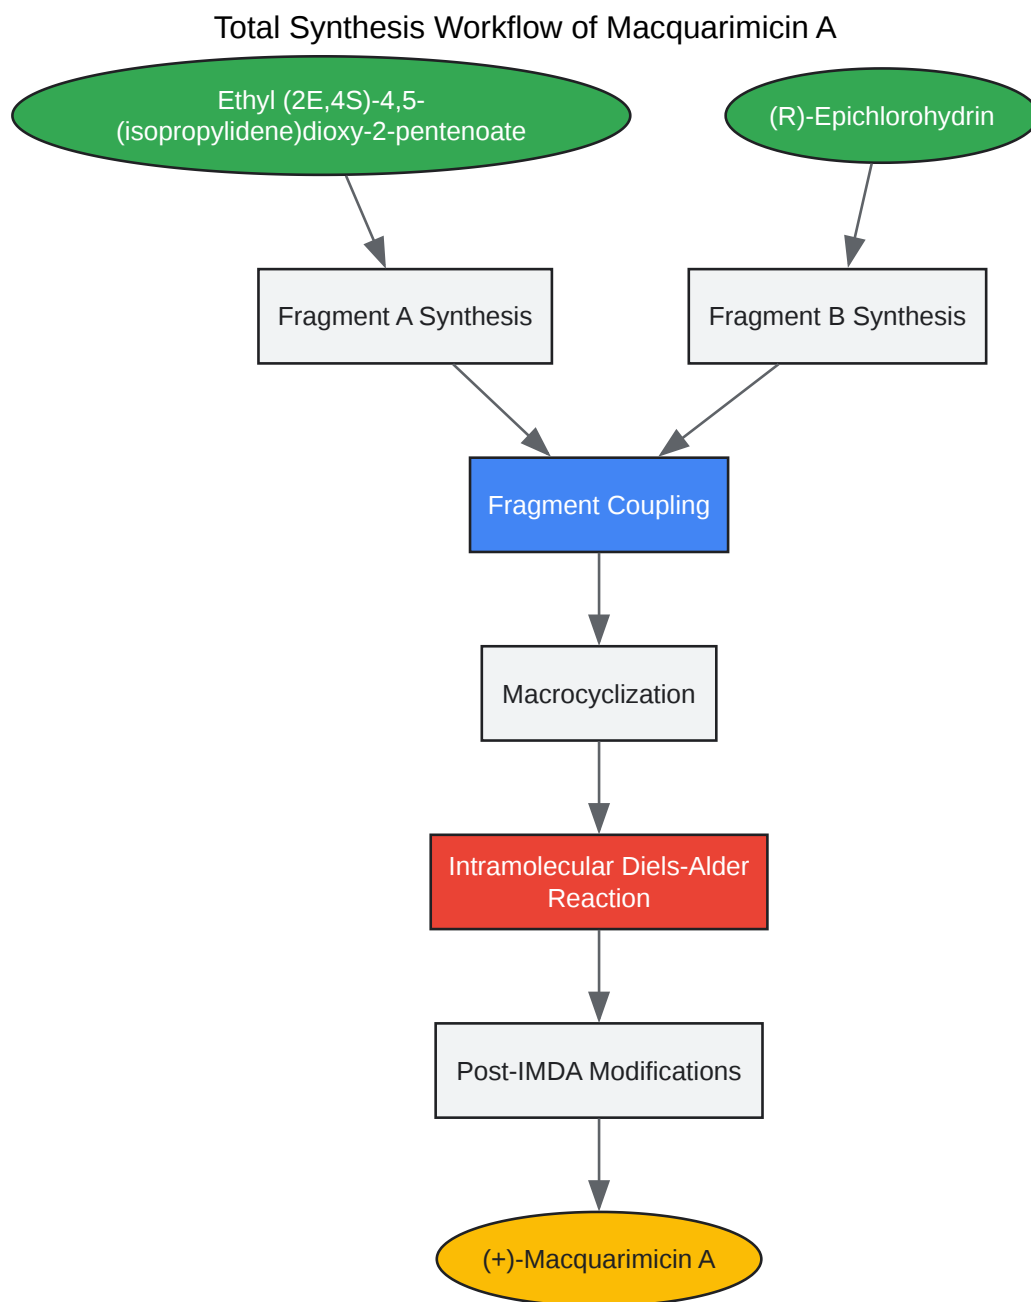 Total Synthesis Workflow of Macquarimicin A
Ethyl (2E,4S)-4,5-
(isopropylidene)dioxy-2-pentenoate
(R)-Epichlorohydrin
Fragment A Synthesis
Fragment B Synthesis
Fragment Coupling
Macrocyclization
Intramolecular Diels-Alder
Reaction
Post-IMDA Modifications
(+)-Macquarimicin A